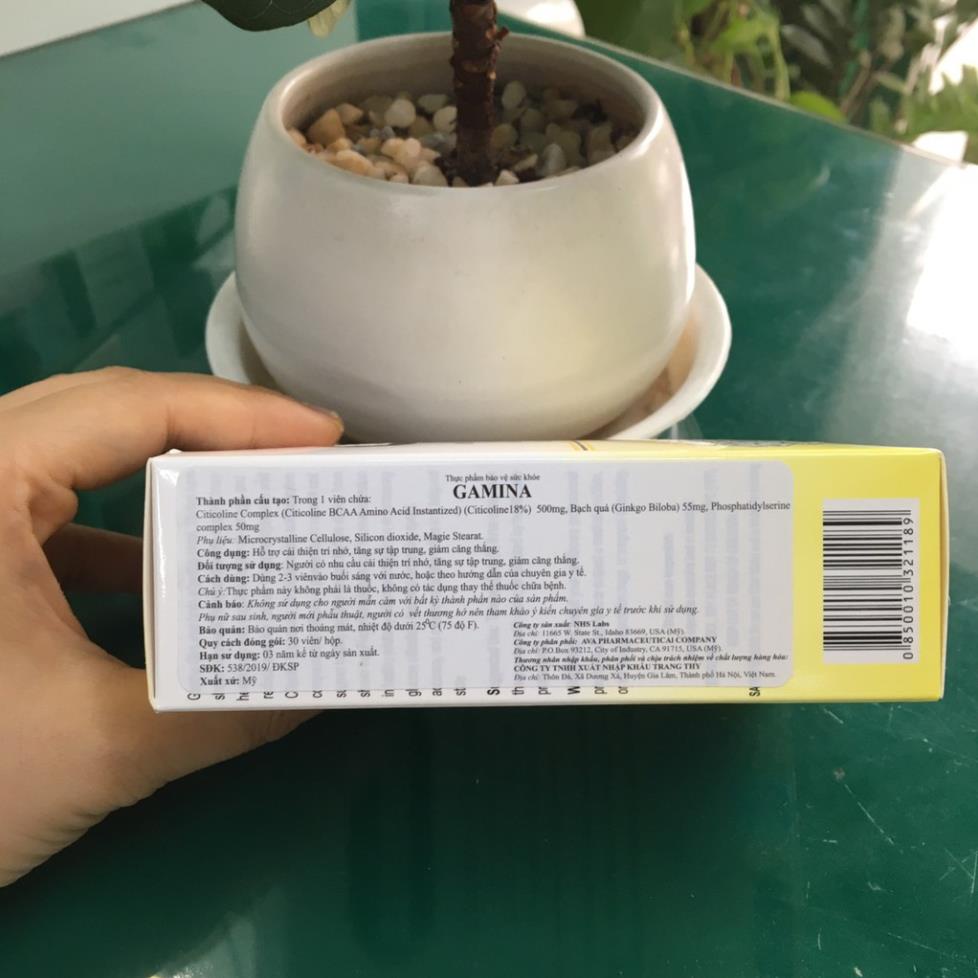 Thực phẩm bảo vệ sức khỏe
GAMINA
Thành phần cấu tạo: Trong 1 viên chứa:
Citicoline Complex (Citicoline BCAA Amino Acid Instantized) (Citicoline18%) 500mg, Bạch quả (Ginkgo Biloba) 55mg, Phosphatidylserine
complex 50mg
Phụ liệu: Microcrystalline Cellulose, Silicon dioxide, Magie Stearat.
Công dụng: Hỗ trợ cải thiện trí nhớ, tăng sự tập trung, giảm căng thẳng.
Đối tượng sử dụng: Người có nhu cầu cải thiện trí nhớ, tăng sự tập trung, giảm căng thẳng.
Cách dùng: Dùng 2-3 viênvào buổi sáng với nước, hoặc theo hướng dẫn của chuyên gia y tế.
Chú ý:Thực phẩm này không phải là thuốc, không có tác dụng thay thế thuốc chữa bệnh.
Cảnh báo: Không sử dụng cho người mẫn cảm với bất kỳ thành phần nào của sản phẩm.
Phụ nữ sau sinh, người mới phẫu thuật, người có vết thương hở nên tham khảo ý kiến chuyên gia y tế trước khi sử dụng.
Bảo quản: Bảo quản nơi thoáng mát, nhiệt độ dưới 25°C (75 độ F).
Quy cách đóng gói: 30 viên/ hộp.
Hạn sử dụng: 03 năm kể từ ngày sản xuất.
SĐK: 538/2019/ ĐKSP
Xuất xứ: Mỹ
Công ty sản xuất: NHS Labs
Địa chỉ: 11665 W. State St., Idaho 83669, USA (Mỹ).
Công ty phân phối: AVA PHARMACEUTICAl COMPANY
Địa chỉ: P.O.Box 93212, City of Industry, CA 91715, USA (Mỹ).
Thương nhân nhập khẩu, phân phối và chịu trách nhiệm về chất lượng hàng hóa:
CÔNG TY TNHH XUẤT NHẬP KHẨU TRANG THY
Địa chỉ: Thôn Đá, Xã Dương Xá, Huyện Gia Lâm, Thành phố Hà Nội, Việt Nam.
0 85001 01321189